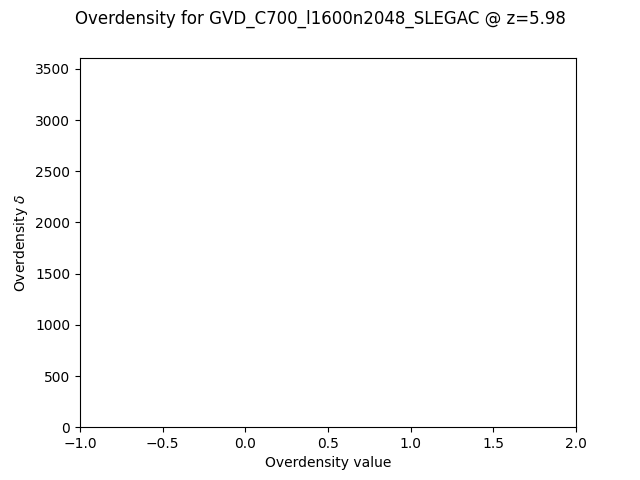 Overdensity for GVD_C700_l1600n2048_SLEGAC @ z=5.98
3500
3000
2500
2000
1500
1000
500
0
Overdensity δ
−1.0 −0.5 0.0 0.5 1.0 1.5 2.0
Overdensity value